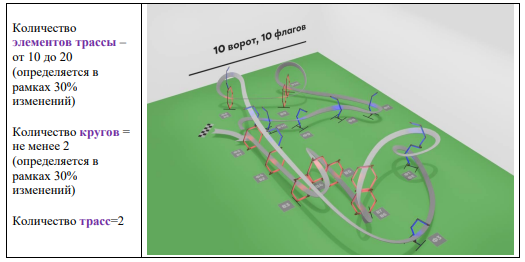 Количество
элементов трассы –
от 10 до 20
(определяется в
рамках 30%
изменений)
Количество кругов =
не менее 2
(определяется в
рамках 30%
изменений)
Количество трасс=2
10 ворот, 10 флагов